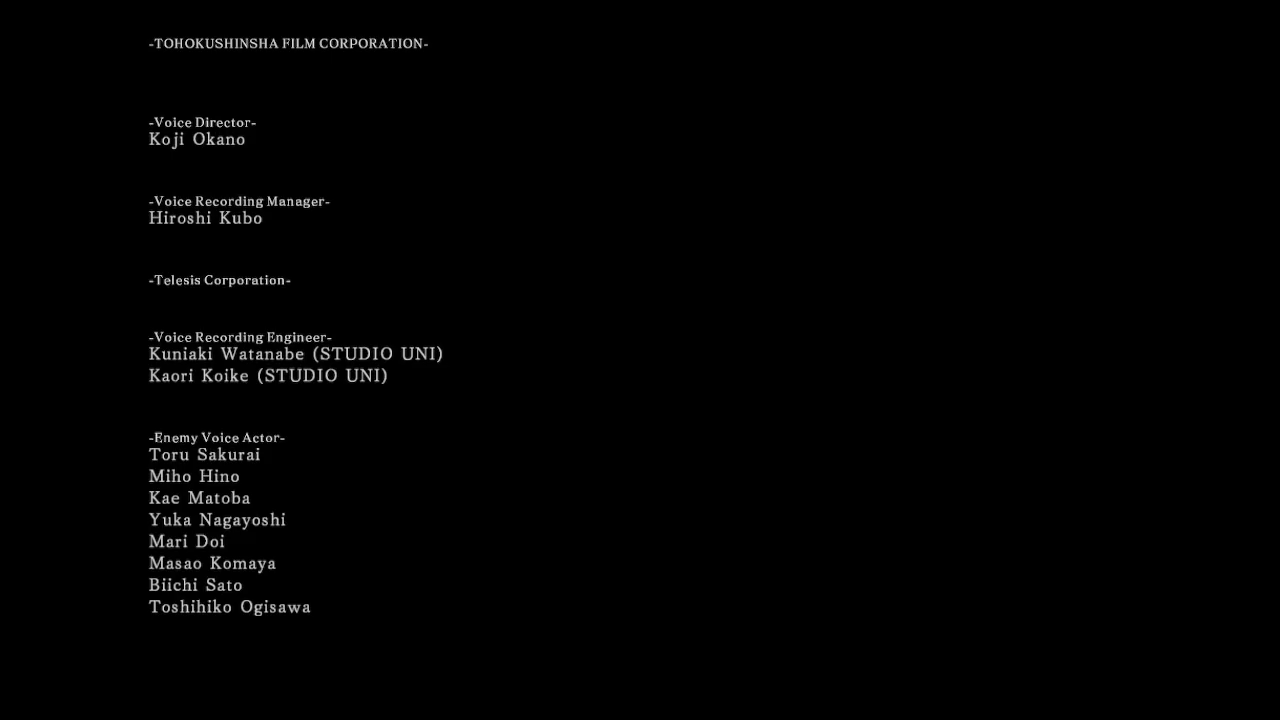 -TOHOKUSHINSHA FILM CORPORATION-
-Voice Director-
Koji Okano
-Voice Recording Manager-
Hiroshi Kubo
-Telesis Corporation-
-Voice Recording Engineer-
Kuniaki Watanabe (STUDIO UNI)
Kaori Koike (STUDIO UNI)
-Enemy Voice Actor-
Toru Sakurai
Miho Hino
Kae Matoba
Yuka Nagayoshi
Mari Doi
Masao Komaya
Biichi Sato
Toshihiko Ogisawa